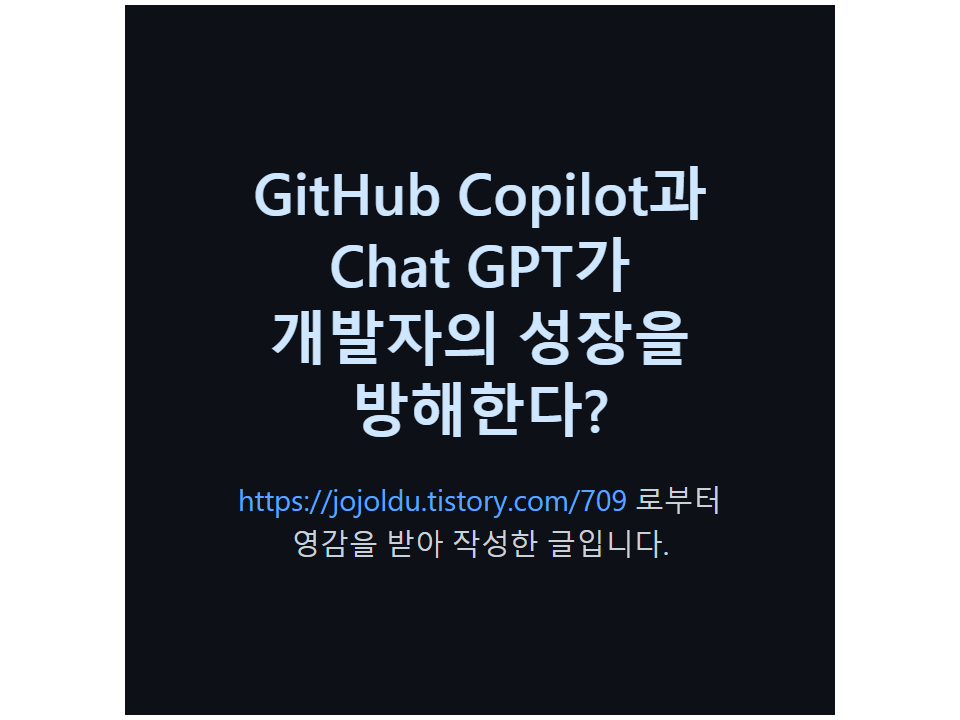 GitHub Copilot과
Chat GPT가
개발자의 성장을
방해한다?
https://jojoldu.tistory.com/709 로부터
영감을 받아 작성한 글입니다.